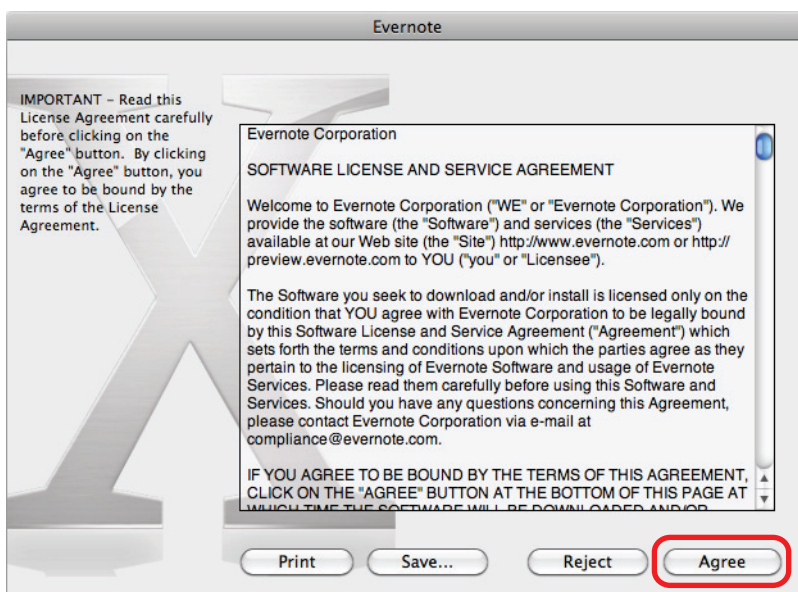 Evernote
IMPORTANT – Read this
License Agreement carefully
before clicking on the
"Agree" button.  By clicking
on the "Agree" button, you
agree to be bound by the
terms of the License
Agreement.
Evernote Corporation
SOFTWARE LICENSE AND SERVICE AGREEMENT
Welcome to Evernote Corporation ("WE" or "Evernote Corporation"). We
provide the software (the "Software") and services (the "Services")
available at our Web site (the "Site") http://www.evernote.com or http://
preview.evernote.com to YOU ("you" or "Licensee").
The Software you seek to download and/or install is licensed only on the
condition that YOU agree with Evernote Corporation to be legally bound
by this Software License and Service Agreement ("Agreement") which
sets forth the terms and conditions upon which the parties agree as they
pertain to the licensing of Evernote Software and usage of Evernote
Services. Please read them carefully before using this Software and
Services. Should you have any questions concerning this Agreement,
please contact Evernote Corporation via e-mail at
compliance@evernote.com.
IF YOU AGREE TO BE BOUND BY THE TERMS OF THIS AGREEMENT,
CLICK ON THE "AGREE" BUTTON AT THE BOTTOM OF THIS PAGE AT
WHICH TIME THE SOFTWARE WILL BE DOWNLOADED AND/OR
Print
Save...
Reject
Agree